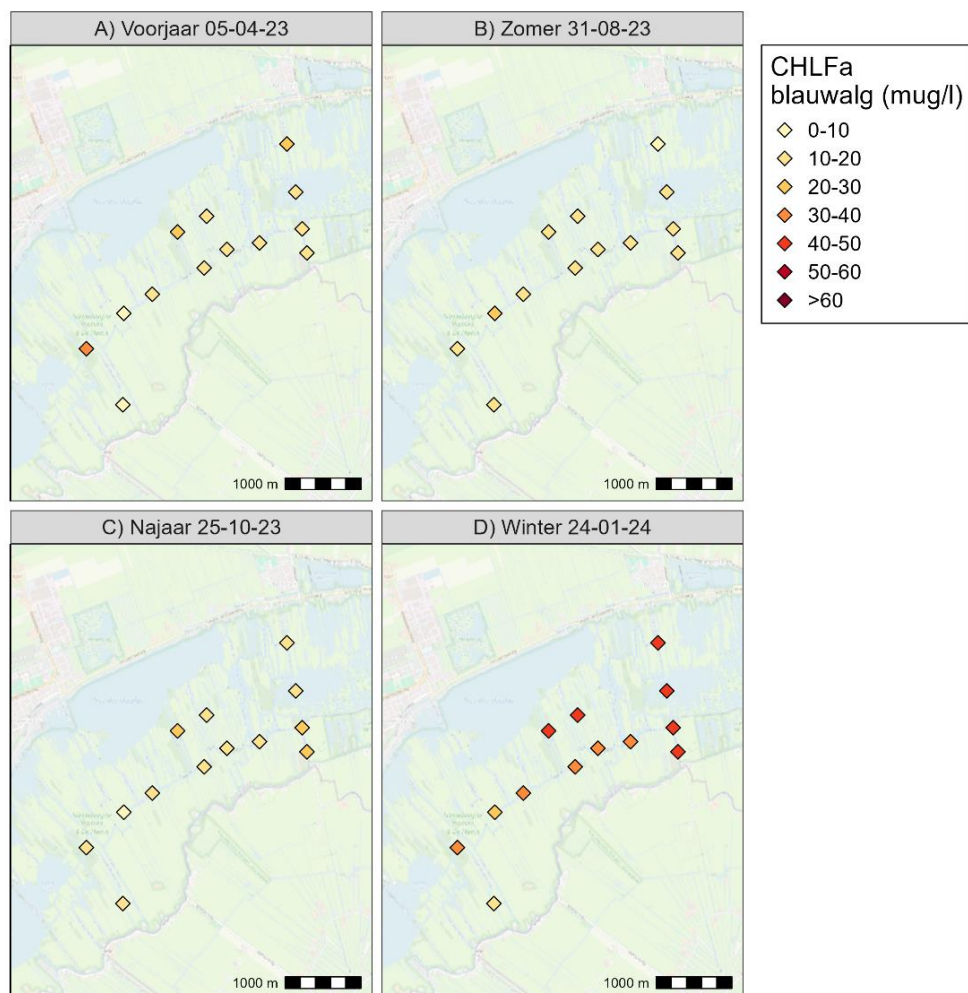 A) Voorjaar 05-04-23
B) Zomer 31-08-23
CHLFa
blauwalg (mug/l)
0-10
10-20
20-30
30-40
40-50
50-60
>60
1000 m
1000 m
C) Najaar 25-10-23
D) Winter 24-01-24
1000 m
1000 m